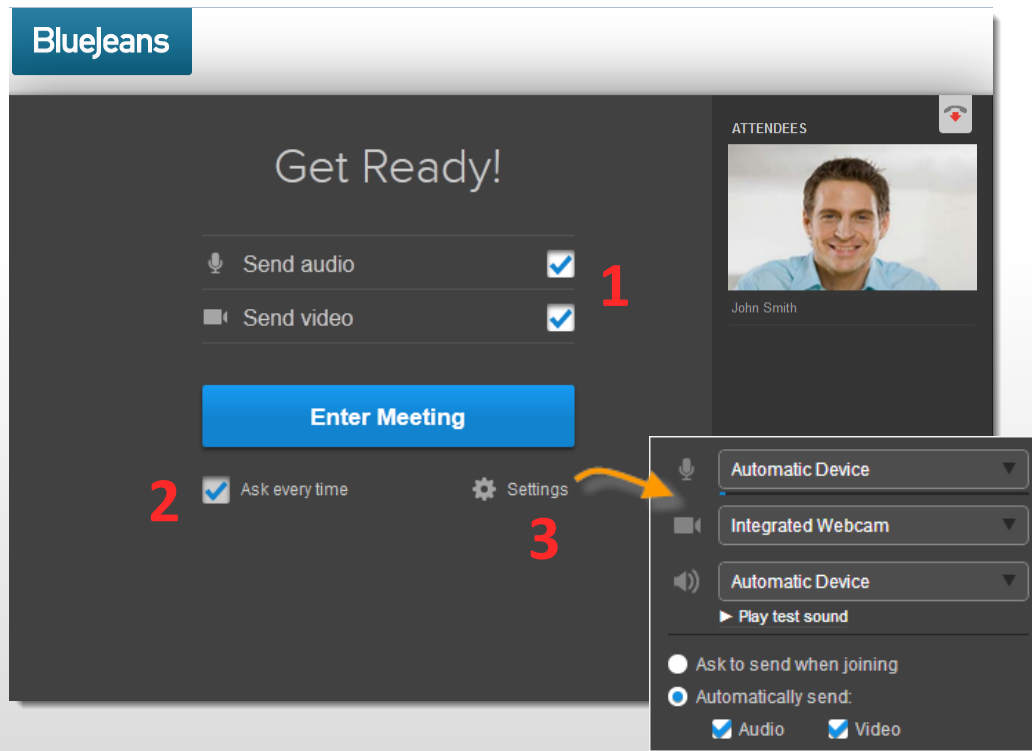 BlueJeans
ATTENDEES
Get Ready!
Send audio
1
Send video
John Smith
Enter Meeting
2
Ask every time
Settings
3
Automatic Device
Integrated Webcam
Automatic Device
Play test sound
Ask to send when joining
Automatically send:
Audio Video